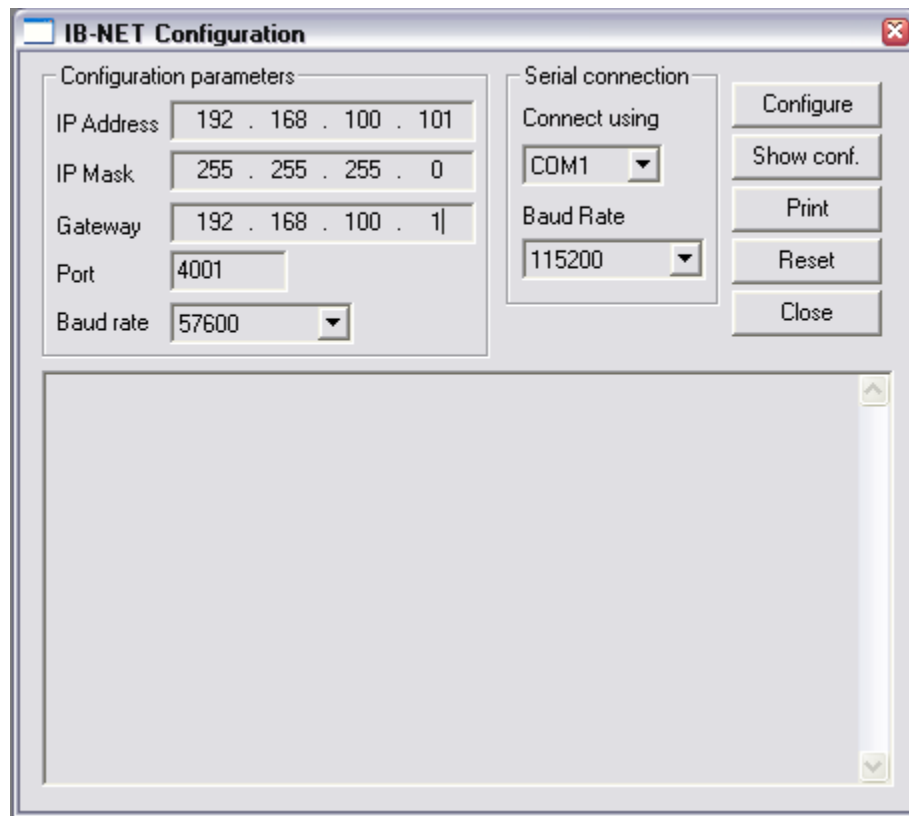 IB-NET Configuration
Configuration parameters
IP Address 192 . 168 . 100 . 101
IP Mask 255 . 255 . 255 . 0
Gateway 192 . 168 . 100 . 1
Port 4001
Baud rate 57600
Serial connection
Connect using
COM1
Baud Rate
115200
Configure
Show conf.
Print
Reset
Close